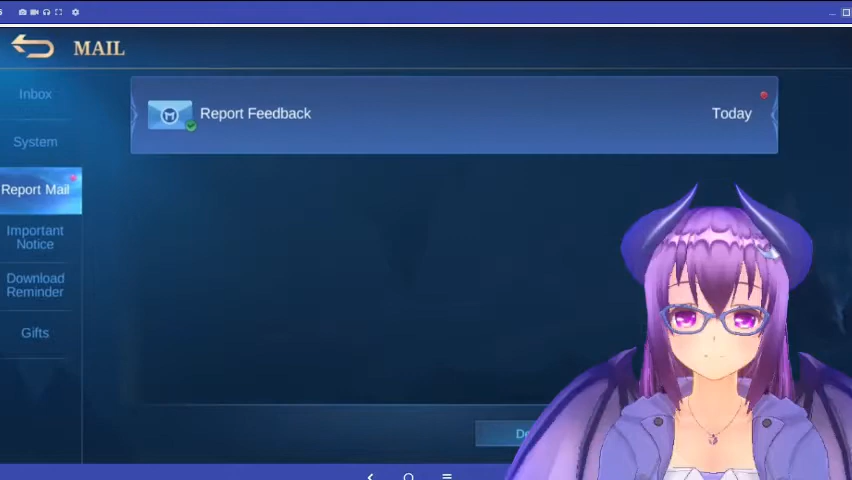 MAIL
Inbox
System
Report Mail
Important
Notice
Download
Reminder
Gifts
Report Feedback
Today